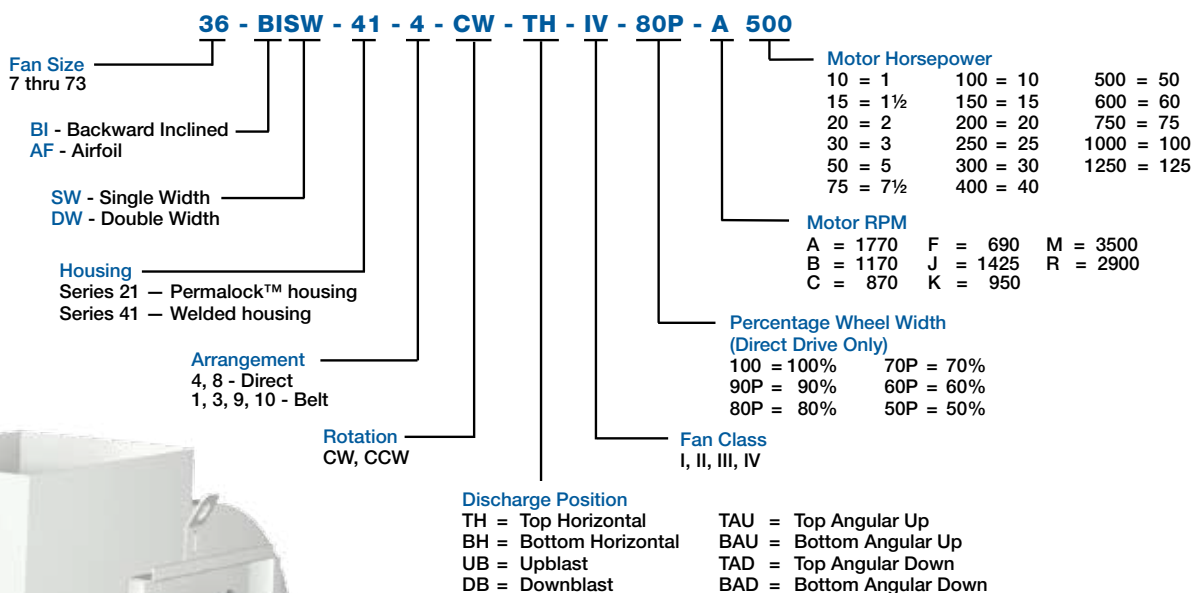 36 - BISW - 41 - 4 - CW - TH - IV - 80P - A 500
Fan Size
7 thru 73
BI - Backward Inclined
AF - Airfoil
SW - Single Width
DW - Double Width
Housing
Series 21 — Permalock™ housing
Series 41 — Welded housing
Arrangement
4, 8 - Direct
1, 3, 9, 10 - Belt
Rotation
CW, CCW
Discharge Position
TH = Top Horizontal TAU = Top Angular Up
BH = Bottom Horizontal BAU = Bottom Angular Up
UB = Upblast TAD = Top Angular Down
DB = Downblast BAD = Bottom Angular Down
Fan Class
I, II, III, IV
Percentage Wheel Width
(Direct Drive Only)
100 = 100% 70P = 70%
90P = 90% 60P = 60%
80P = 80% 50P = 50%
Motor RPM
A = 1770 F = 690 M = 3500
B = 1170 J = 1425 R = 2900
C = 870 K = 950
Motor Horsepower
10 = 1 100 = 10 500 = 50
15 = 1½ 150 = 15 600 = 60
20 = 2 200 = 20 750 = 75
30 = 3 250 = 25 1000 = 100
50 = 5 300 = 30 1250 = 125
75 = 7½ 400 = 40